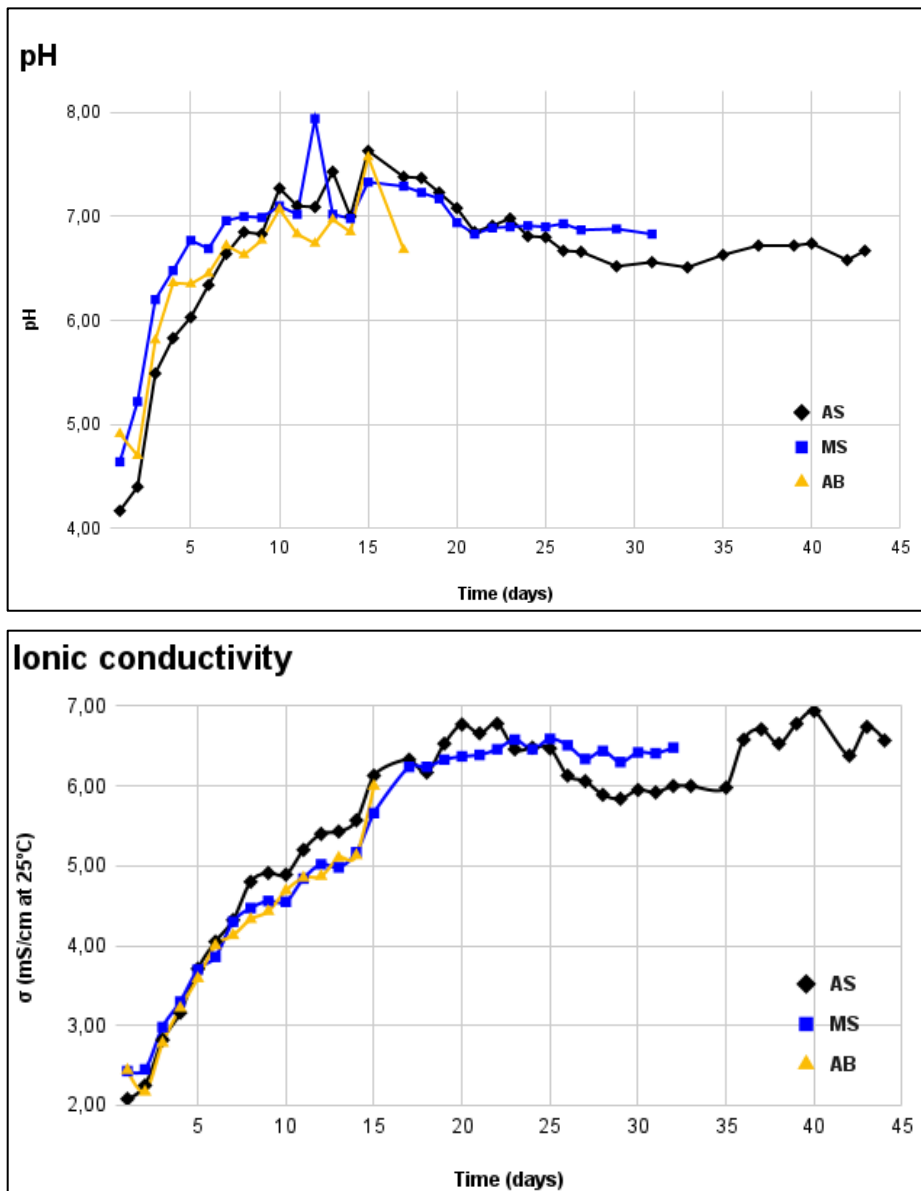 pH
8,00
7,00
6,00
5,00
4,00
pH
AS
MS
AB
5 10 15 20 25 30 35 40 45
Time (days)
Ionic conductivity
7,00
6,00
5,00
4,00
3,00
2,00
σ (mS/cm at 25°C)
AS
MS
AB
5 10 15 20 25 30 35 40 45
Time (days)